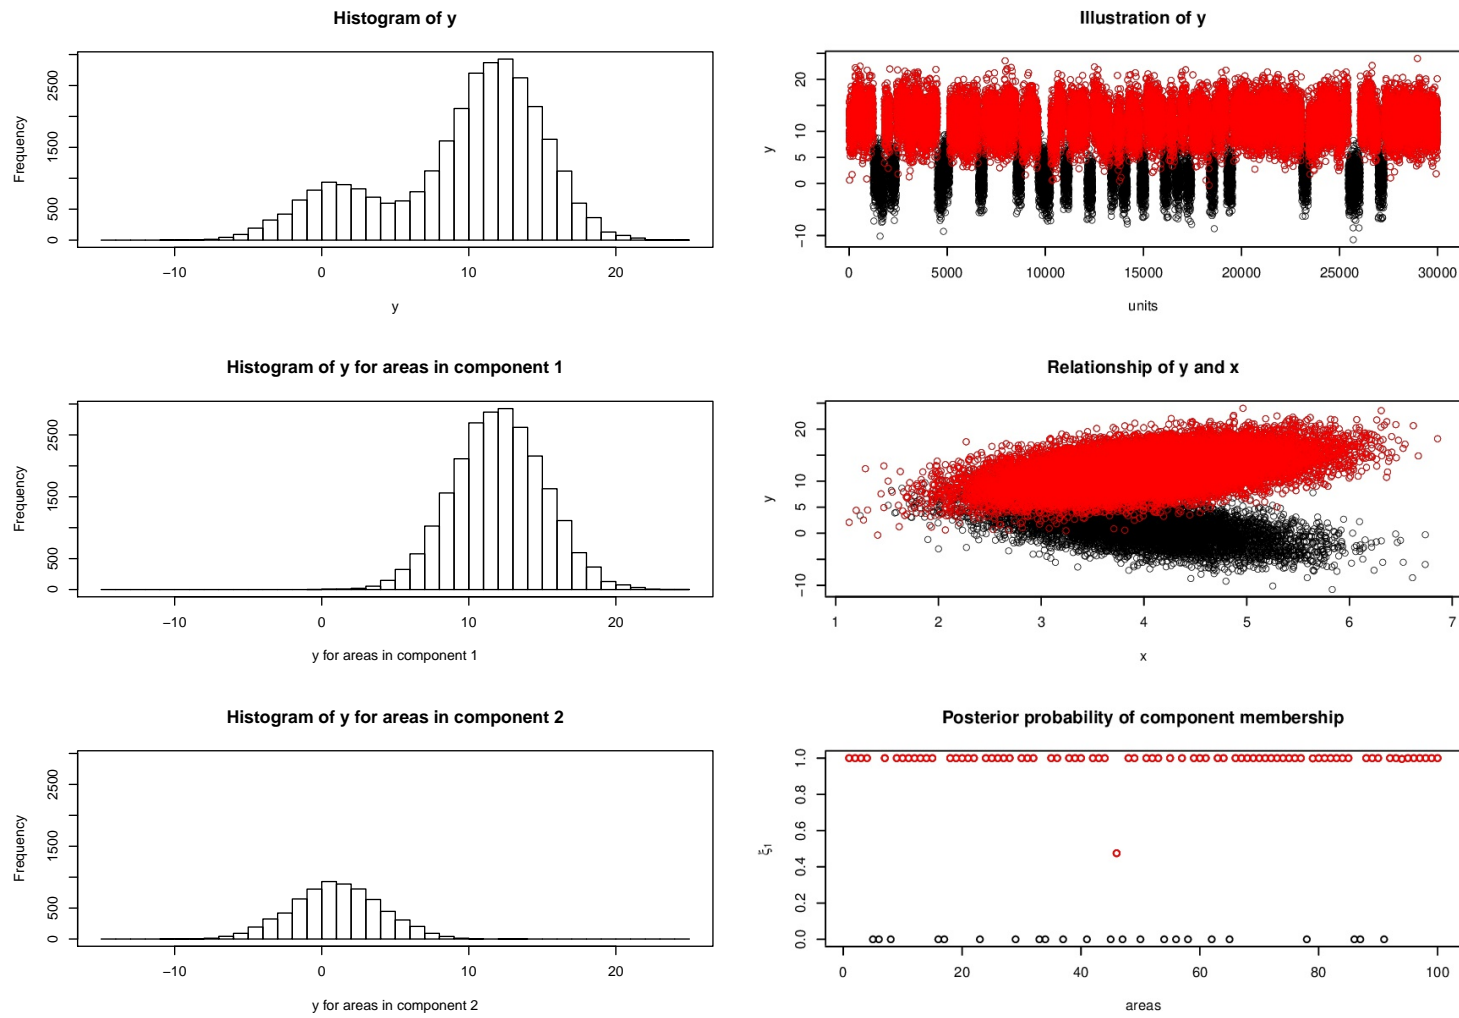 Histogram of y
Frequency
2500
1500
500
0
−10 0 10 20
y
Illustration of y
y
20
10
5
0
−10
0 5000 10000 15000 20000 25000 30000
units
Histogram of y for areas in component 1
Frequency
2500
1500
500
0
−10 0 10 20
y for areas in component 1
Relationship of y and x
y
20
10
5
0
−10
1 2 3 4 5 6 7
x
Histogram of y for areas in component 2
Frequency
2500
1500
500
0
−10 0 10 20
y for areas in component 2
Posterior probability of component membership
ξ1
1.0
0.8
0.6
0.4
0.2
0.0
0 20 40 60 80 100
areas